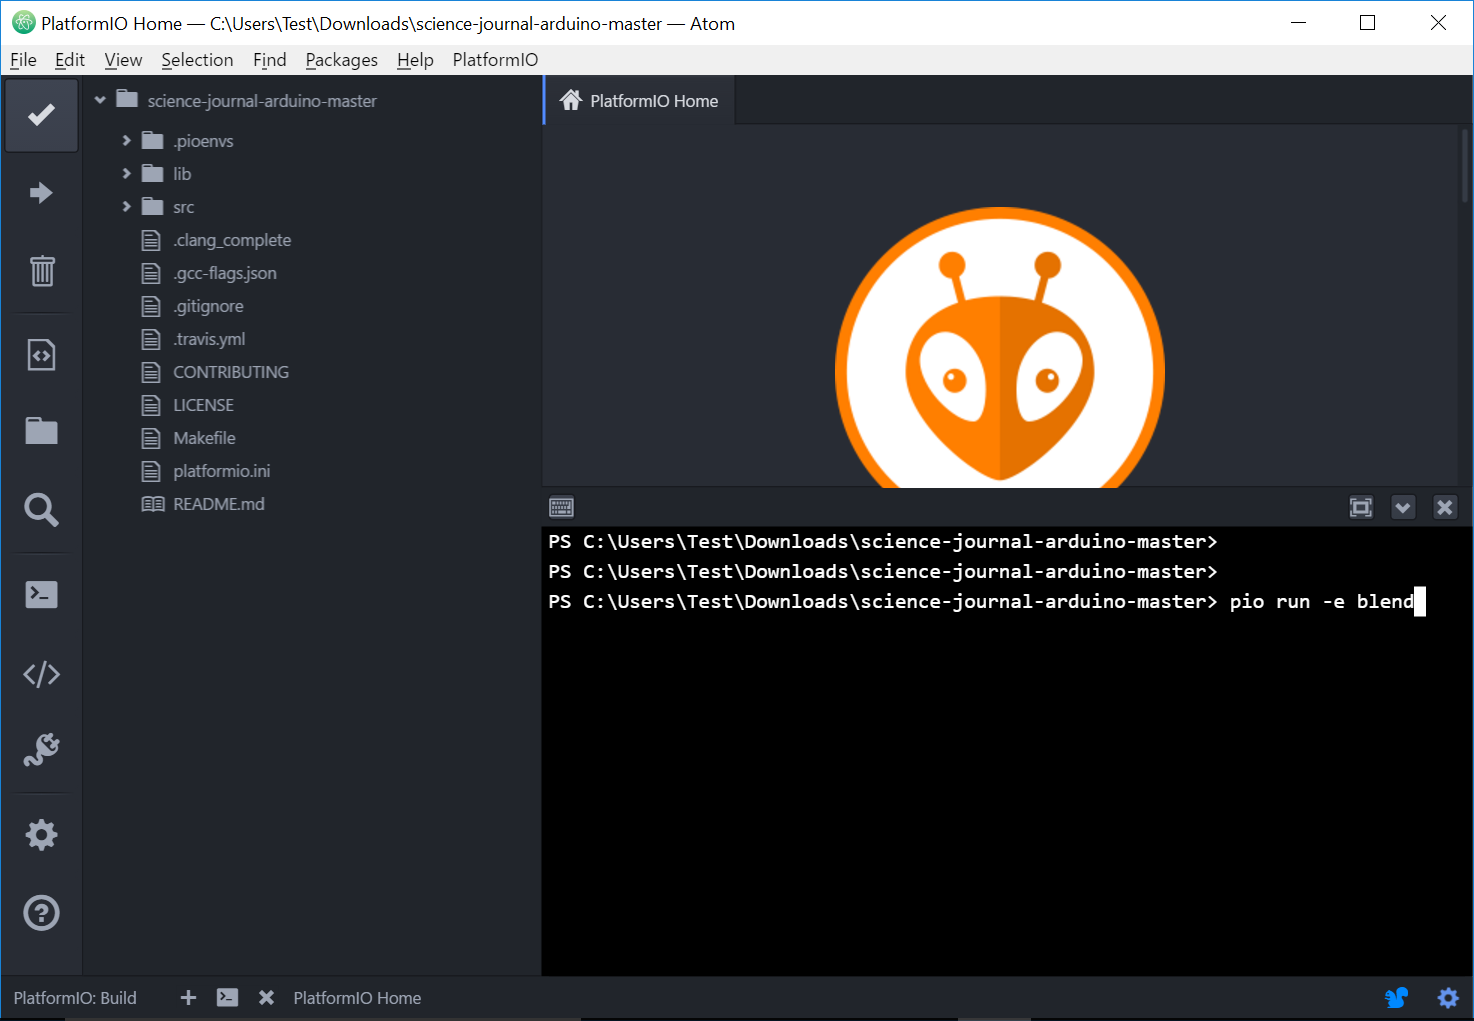 PlatformIO Home — C:\Users\Test\Downloads\science-journal-arduino-master — Atom
File Edit View Selection Find Packages Help PlatformIO
science-journal-arduino-master
.pioenvs
lib
src
.clang_complete
.gcc-flags.json
.gitignore
.travis.yml
CONTRIBUTING
LICENSE
Makefile
platformio.ini
README.md
PlatformIO Home
PS C:\Users\Test\Downloads\science-journal-arduino-master>
PS C:\Users\Test\Downloads\science-journal-arduino-master>
PS C:\Users\Test\Downloads\science-journal-arduino-master> pio run -e blend
PlatformIO: Build
PlatformIO Home